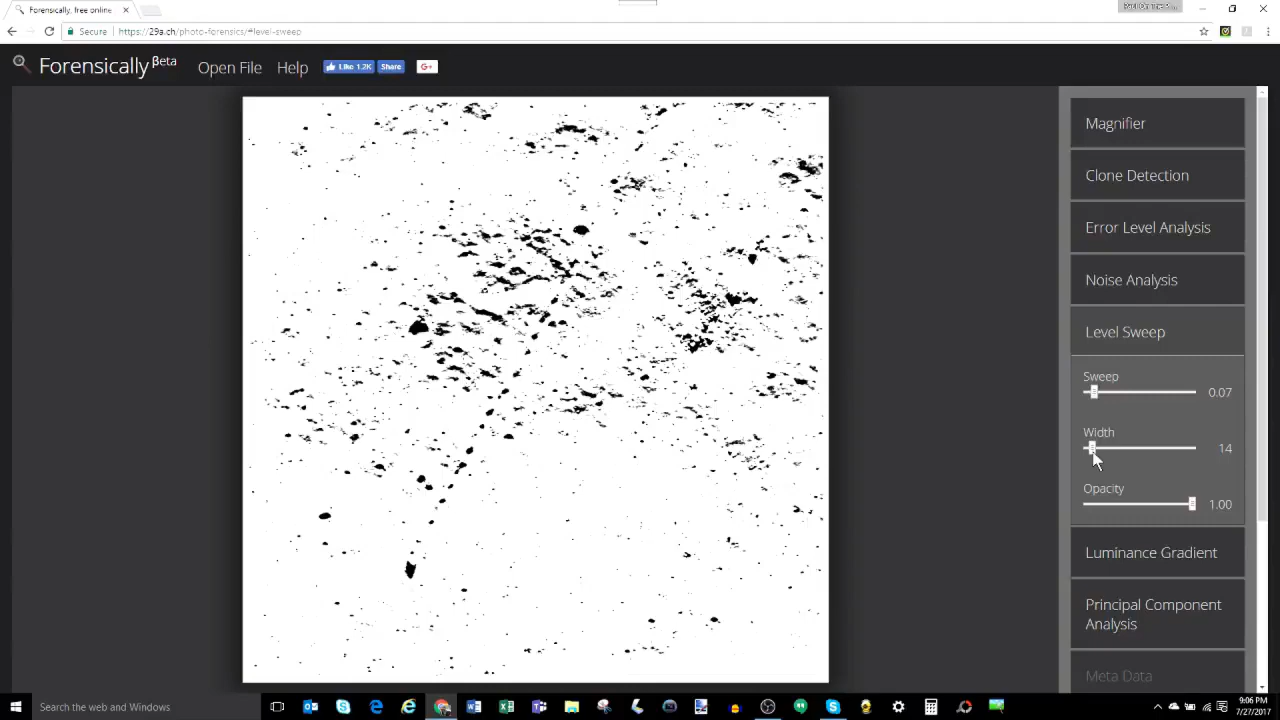 Forensically, free online
Secure
https://29a.ch/photo-forensics/#level-sweep
Forensically Beta
Open File
Help
Like 1.2K
Share
G+
Magnifier
Clone Detection
Error Level Analysis
Noise Analysis
Level Sweep
Sweep
0.07
Width
14
Opacity
1.00
Luminance Gradient
Principal Component
Analysis
Meta Data
Search the web and Windows
9:06 PM
7/27/2017